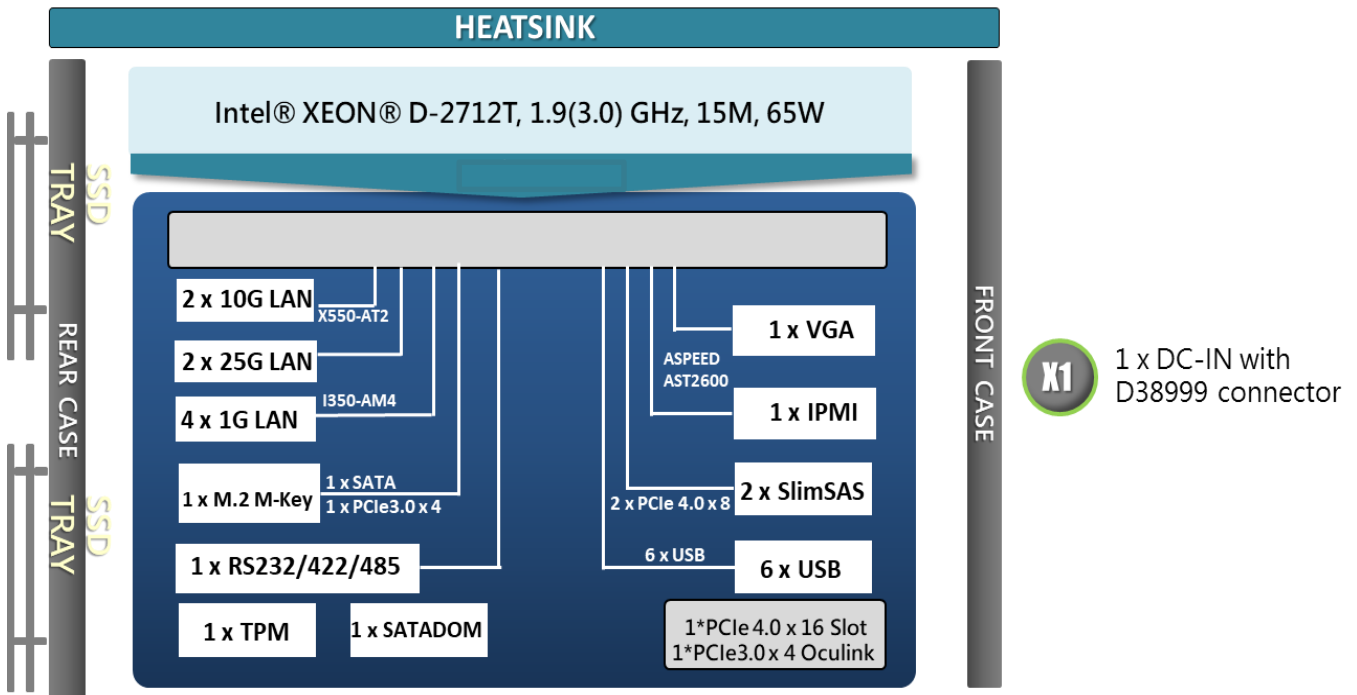 HEATSINK
Intel® XEON® D-2712T, 1.9(3.0) GHz, 15M, 65W
SSD
TRAY
REAR CASE
SSD
TRAY
2 x 10G LAN
X550-AT2
2 x 25G LAN
4 x 1G LAN
I350-AM4
1 x M.2 M-Key
1 x SATA
1 x PCIe3.0 x 4
1 x RS232/422/485
1 x TPM
1 x SATADOM
1 x VGA
ASPEED
AST2600
1 x IPMI
2 x SlimSAS
2 x PCIe 4.0 x 8
6 x USB
6 x USB
1*PCIe 4.0 x 16 Slot
1*PCIe3.0 x 4 Oculink
FRONT CASE
X1
1 x DC-IN with
D38999 connector